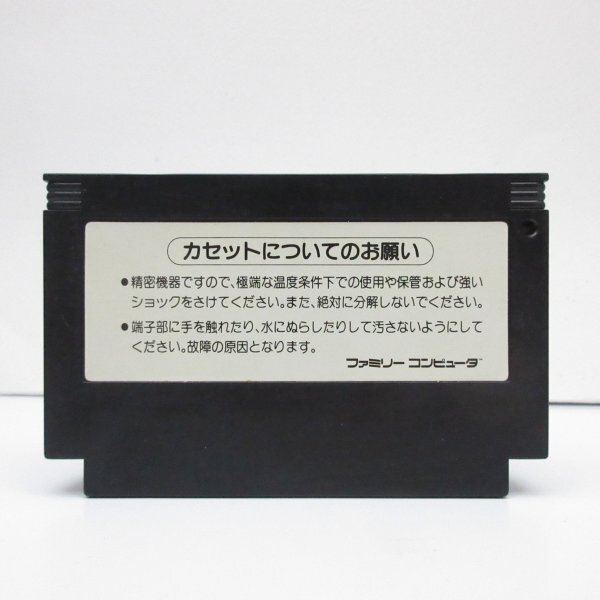 カセットについてのお願い
●精密機器ですので、極端な温度条件下での使用や保管および強い
ショックをさけてください。また、絶対に分解しないでください。
●端子部に手を触れたり、水にぬらしたりして汚さないようにして
ください。故障の原因となります。
ファミリー コンピュータ™